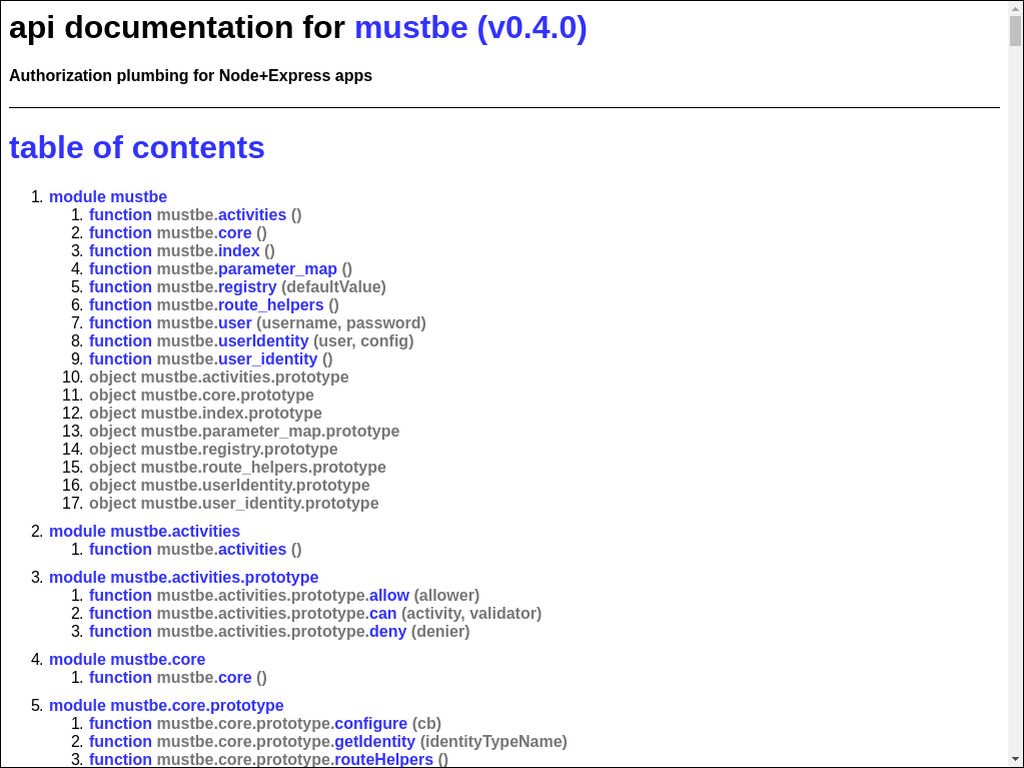 api documentation for mustbe (v0.4.0)
Authorization plumbing for Node+Express apps
table of contents
1. module mustbe
1. function mustbe.activities ()
2. function mustbe.core ()
3. function mustbe.index ()
4. function mustbe.parameter_map ()
5. function mustbe.registry (defaultValue)
6. function mustbe.route_helpers ()
7. function mustbe.user (username, password)
8. function mustbe.userIdentity (user, config)
9. function mustbe.user_identity ()
10. object mustbe.activities.prototype
11. object mustbe.core.prototype
12. object mustbe.index.prototype
13. object mustbe.parameter_map.prototype
14. object mustbe.registry.prototype
15. object mustbe.route_helpers.prototype
16. object mustbe.userIdentity.prototype
17. object mustbe.user_identity.prototype
2. module mustbe.activities
1. function mustbe.activities ()
3. module mustbe.activities.prototype
1. function mustbe.activities.prototype.allow (allower)
2. function mustbe.activities.prototype.can (activity, validator)
3. function mustbe.activities.prototype.deny (denier)
4. module mustbe.core
1. function mustbe.core ()
5. module mustbe.core.prototype
1. function mustbe.core.prototype.configure (cb)
2. function mustbe.core.prototype.getIdentity (identityTypeName)
3. function mustbe.core.prototype.routeHelpers ()